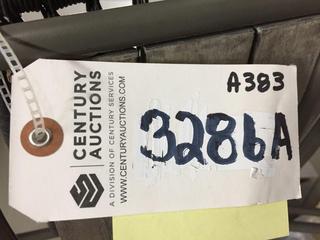 CENTURY
AUCTIONS
A DIVISION OF CENTURY SERVICES
WWW.CENTURYAUCTIONS.COM
A383
3286A